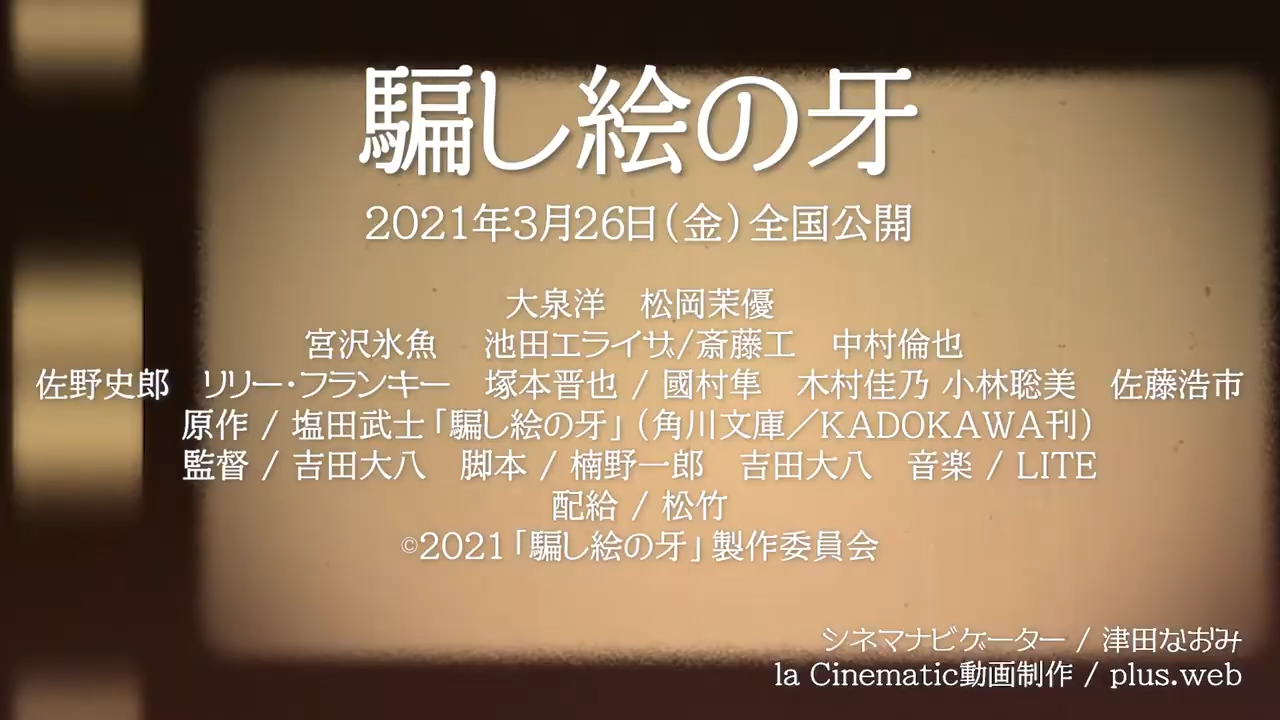 騙し絵の牙
2021年3月26日(金)全国公開
大泉洋　松岡茉優
宮沢氷魚　池田エライザ/斎藤工　中村倫也
佐野史郎　リリー・フランキー　塚本晋也 / 國村隼　木村佳乃 小林聡美　佐藤浩市
原作 / 塩田武士「騙し絵の牙」(角川文庫／KADOKAWA刊)
監督 / 吉田大八　脚本 / 楠野一郎　吉田大八　音楽 / LITE
配給 / 松竹
©2021「騙し絵の牙」製作委員会
シネマナビゲーター / 津田なおみ
la Cinematic動画制作 / plus.web